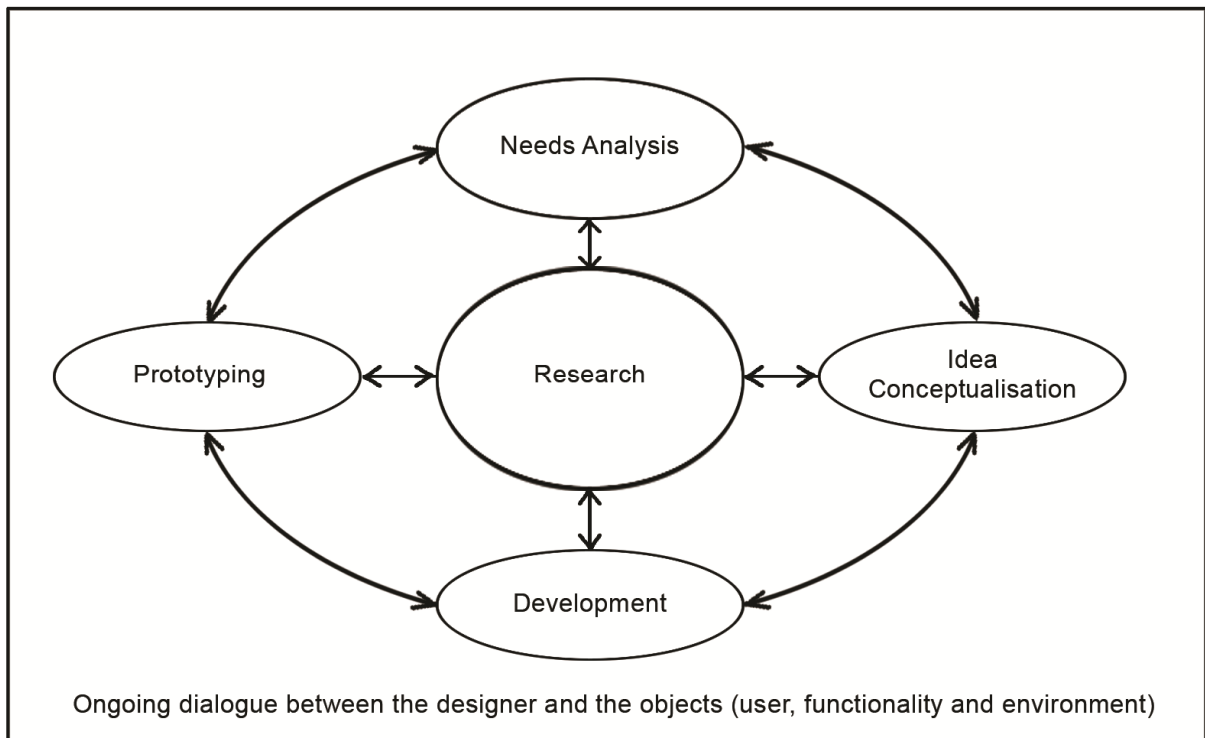 Needs Analysis
Prototyping
Research
Idea
Conceptualisation
Development
Ongoing dialogue between the designer and the objects (user, functionality and environment)